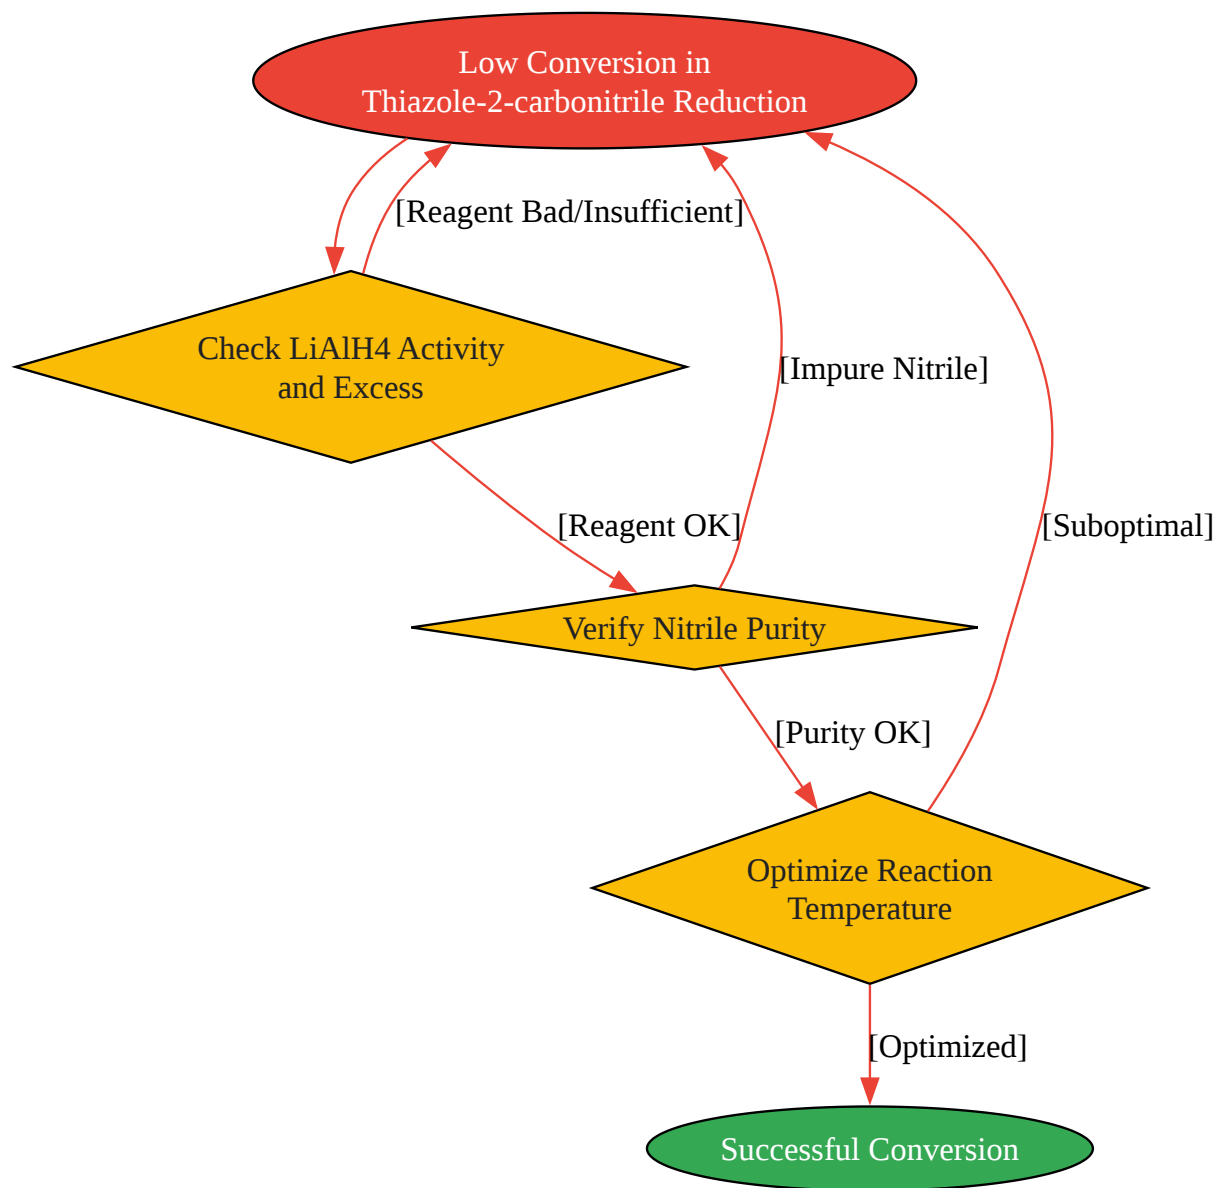 Low Conversion in
Thiazole-2-carbonitrile Reduction
[Reagent Bad/Insufficient]
Check LiAlH4 Activity
and Excess
[Impure Nitrile]
[Reagent OK]
[Suboptimal]
Verify Nitrile Purity
[Purity OK]
Optimize Reaction
Temperature
[Optimized]
Successful Conversion